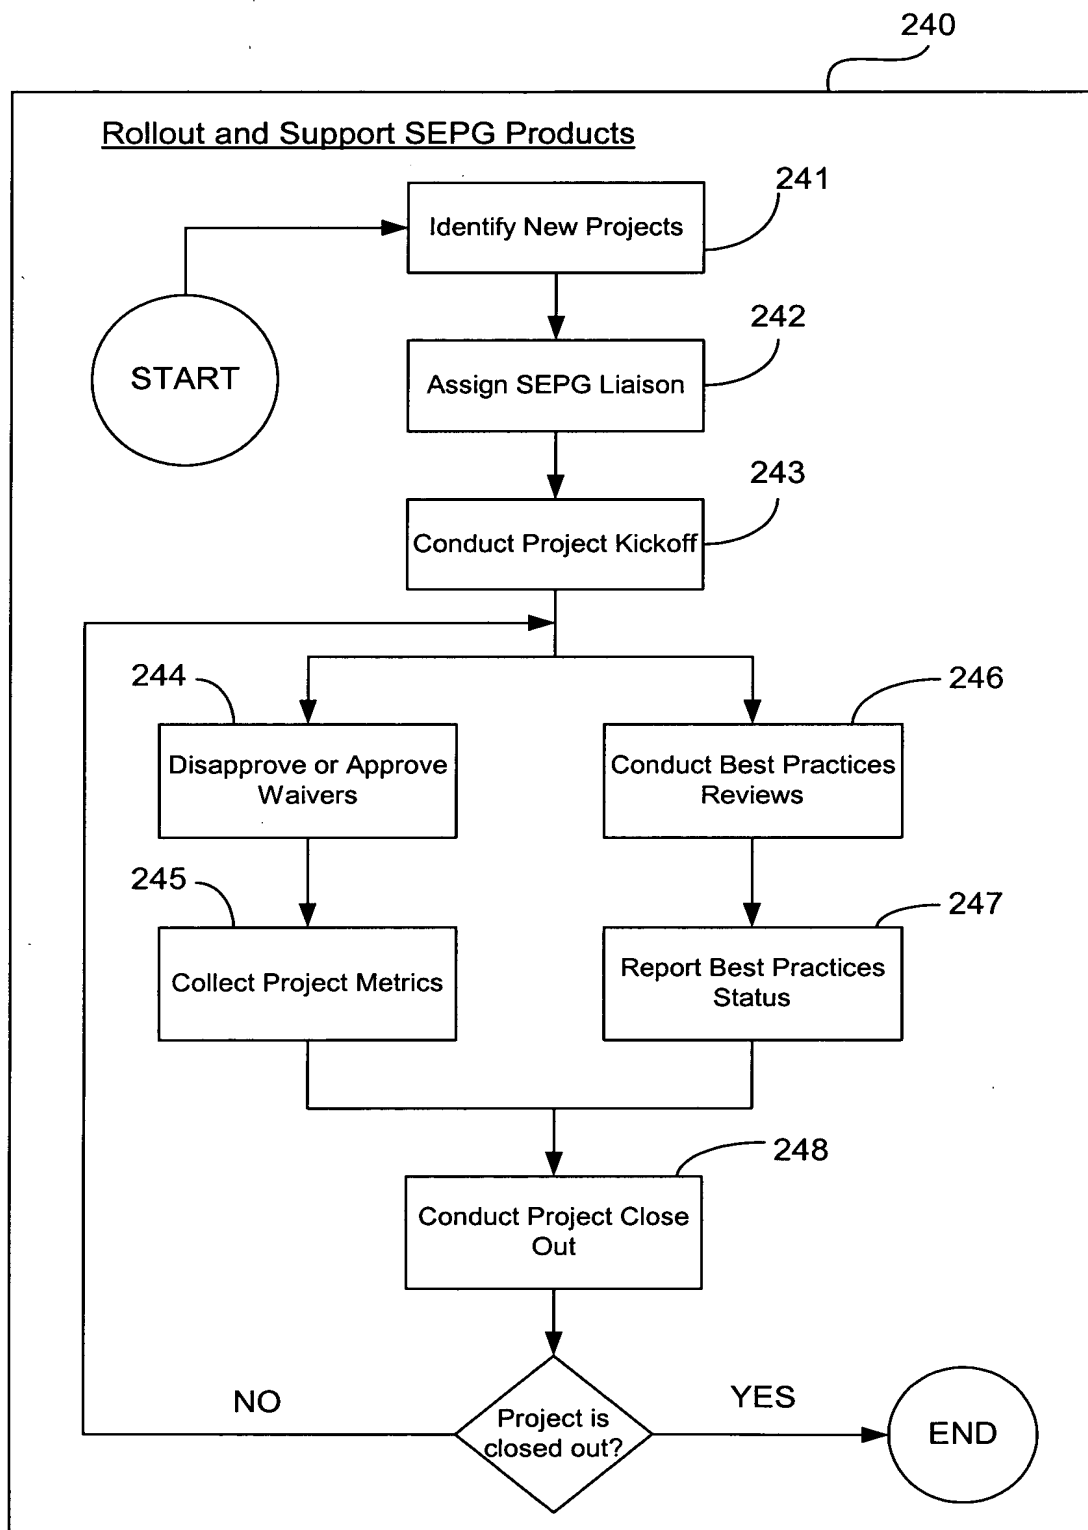 240
Rollout and Support SEPG Products
241
Identify New Projects
242
START
Assign SEPG Liaison
243
Conduct Project Kickoff
244
246
Disapprove or Approve
Waivers
Conduct Best Practices
Reviews
245
247
Collect Project Metrics
Report Best Practices
Status
248
Conduct Project Close
Out
NO
YES
Project is
closed out?
END